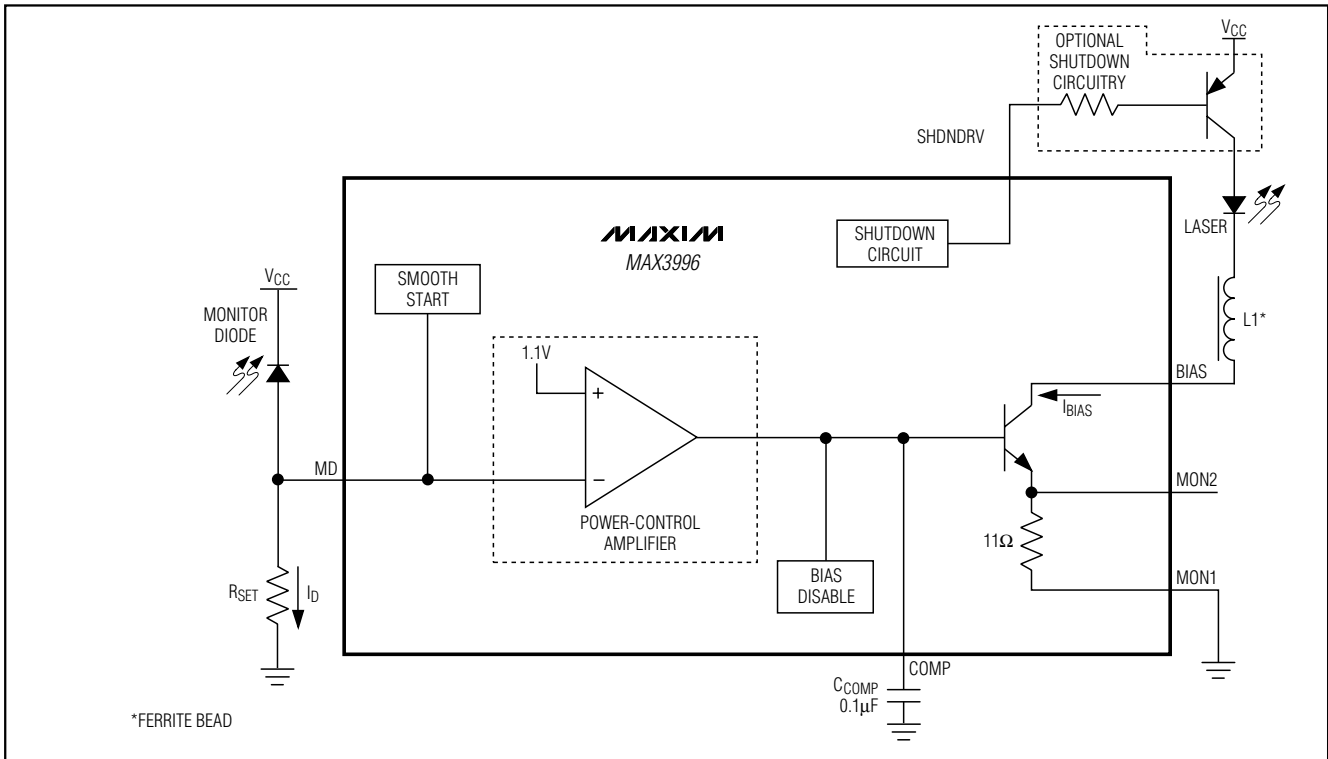 OPTIONAL
SHUTDOWN
CIRCUITRY
VCC
SHDNDRV
MAXIM
MAX3996
SHUTDOWN
CIRCUIT
LASER
VCC
SMOOTH
START
MONITOR
DIODE
L1*
1.1V
BIAS
+
IBIAS
MD
−
MON2
POWER-CONTROL
AMPLIFIER
11Ω
BIAS
DISABLE
MON1
RSET
ID
COMP
CCOMP
0.1μF
*FERRITE BEAD